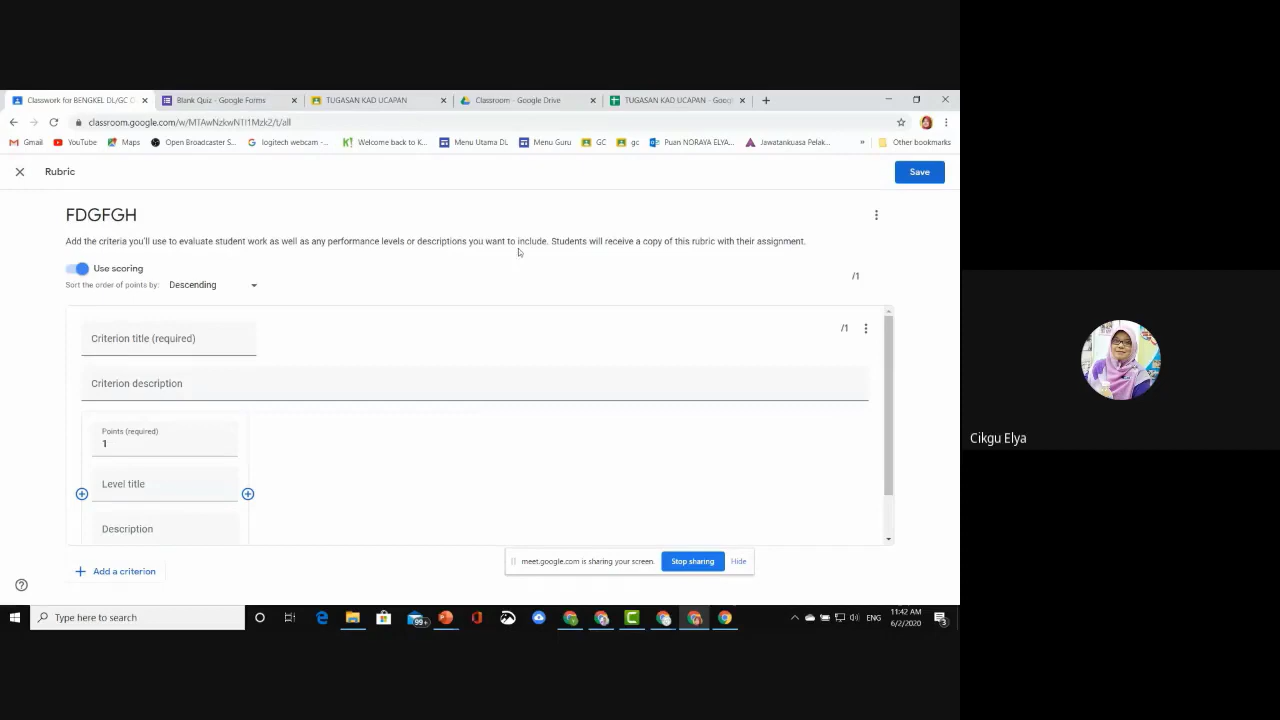 Classwork for BENGKEL DL/GC
Blank Quiz - Google Forms
TUGASAN KAD UCAPAN
Classroom - Google Drive
TUGASAN KAD UCAPAN - Goog
classroom.google.com/w/MTAwNzkwNTI1Mzk2/t/all
Gmail
YouTube
Maps
Open Broadcaster S...
logitech webcam -...
Welcome back to K...
Menu Utama DL
Menu Guru
GC
gc
Puan NORAYA ELYA...
Jawatankuasa Pelak...
»
Other bookmarks
Rubric
Save
FDGFGH
Add the criteria you'll use to evaluate student work as well as any performance levels or descriptions you want to include. Students will receive a copy of this rubric with their assignment.
Use scoring
/1
Sort the order of points by: Descending
Criterion title (required)
/1
Criterion description
Points (required)
1
Level title
Description
Add a criterion
meet.google.com is sharing your screen.
Stop sharing
Hide
Type here to search
99+
ENG
11:42 AM
6/2/2020
3
Cikgu Elya